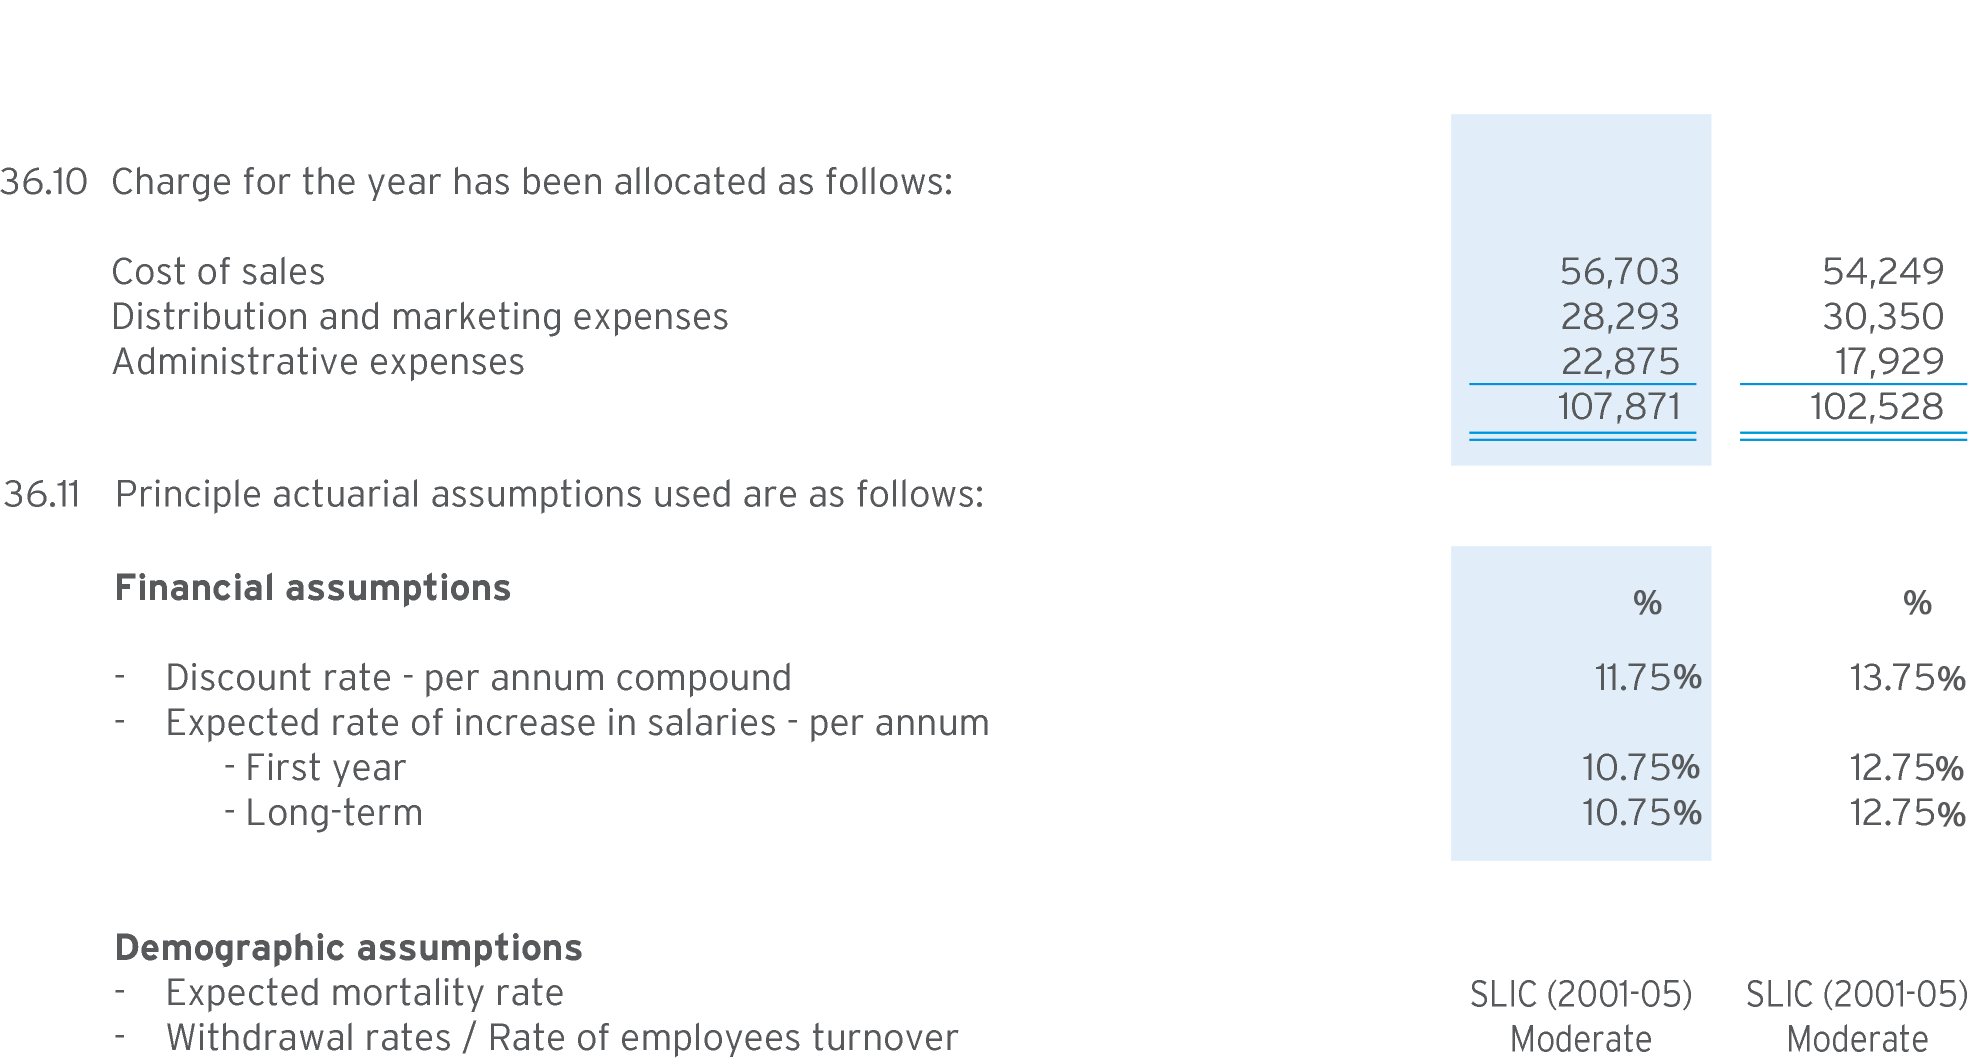 36.10 Charge for the year has been allocated as follows:
Cost of sales 56,703 54,249
Distribution and marketing expenses 28,293 30,350
Administrative expenses 22,875 17,929
107,871 102,528
36.11 Principle actuarial assumptions used are as follows:
Financial assumptions % %
- Discount rate - per annum compound 11.75% 13.75%
- Expected rate of increase in salaries - per annum
- First year 10.75% 12.75%
- Long-term 10.75% 12.75%
Demographic assumptions
- Expected mortality rate SLIC (2001-05) SLIC (2001-05)
- Withdrawal rates / Rate of employees turnover Moderate Moderate